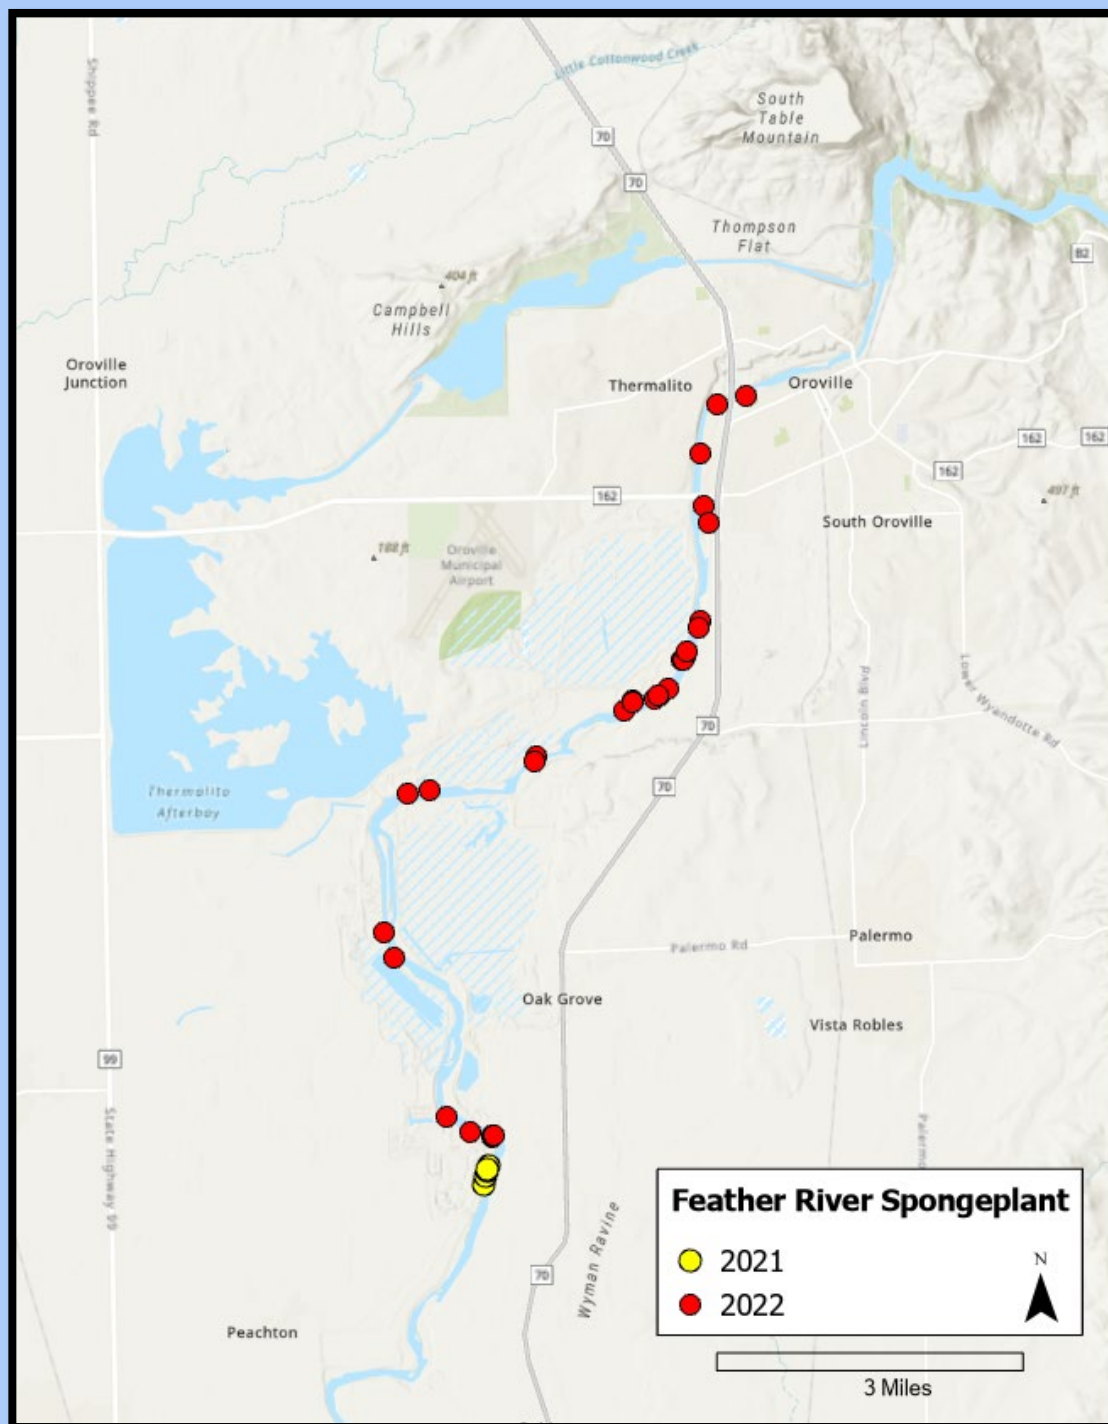 Shippee Rd
Little Cottonwood Creek
South
Table
Mountain
70
70
Thompson
Flat
82
404 ft
Campbell
Hills
Oroville
Junction
Thermalito
Oroville
162
162
162
497 ft
162
South Oroville
188 ft
Oroville
Municipal
Airport
Lincoln Blvd
Lower Wyandotte Rd
70
70
Thermalito
Afterbay
Palermo Rd
Palermo
Oak Grove
Vista Robles
99
State Highway 99
Palermo
Wyman Ravine
70
Peachton
Feather River Spongeplant
2021
2022
N
3 Miles